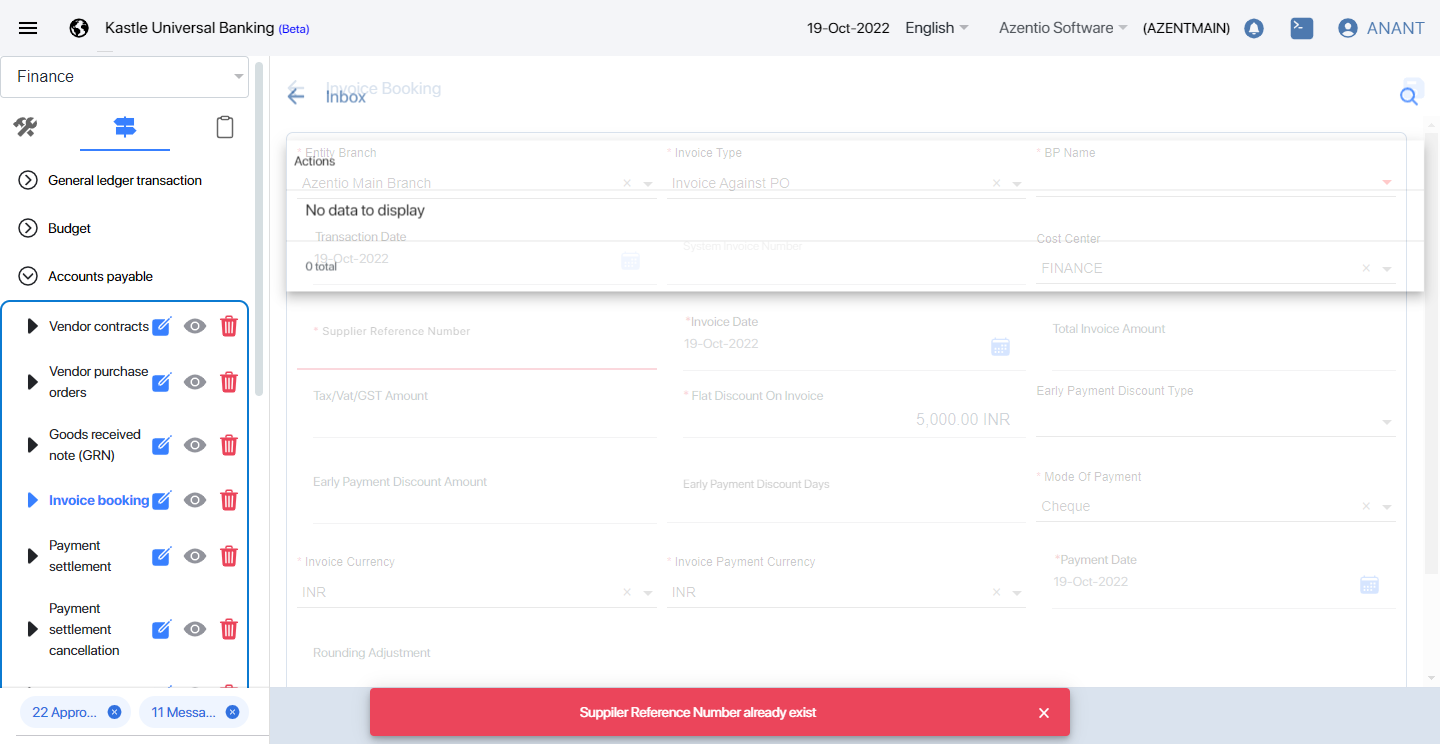 Kastle Universal Banking (Beta)
19-Oct-2022
English
Azentio Software
(AZENTMAIN)
ANANT
Finance
General ledger transaction
Budget
Accounts payable
Vendor contracts
Vendor purchase
orders
Goods received
note (GRN)
Invoice booking
Payment
settlement
Payment
settlement
cancellation
22 Appro...
11 Messa...
Invoice Booking
Inbox
* Entity Branch
* Invoice Type
* BP Name
Actions
Azentio Main Branch
Invoice Against PO
No data to display
Transaction Date
System Invoice Number
Cost Center
19-Oct-2022
0 total
FINANCE
* Supplier Reference Number
*Invoice Date
19-Oct-2022
Total Invoice Amount
Tax/Vat/GST Amount
* Flat Discount On Invoice
5,000.00 INR
Early Payment Discount Type
Early Payment Discount Amount
Early Payment Discount Days
* Mode Of Payment
Cheque
* Invoice Currency
INR
* Invoice Payment Currency
INR
*Payment Date
19-Oct-2022
Rounding Adjustment
Suppiler Reference Number already exist